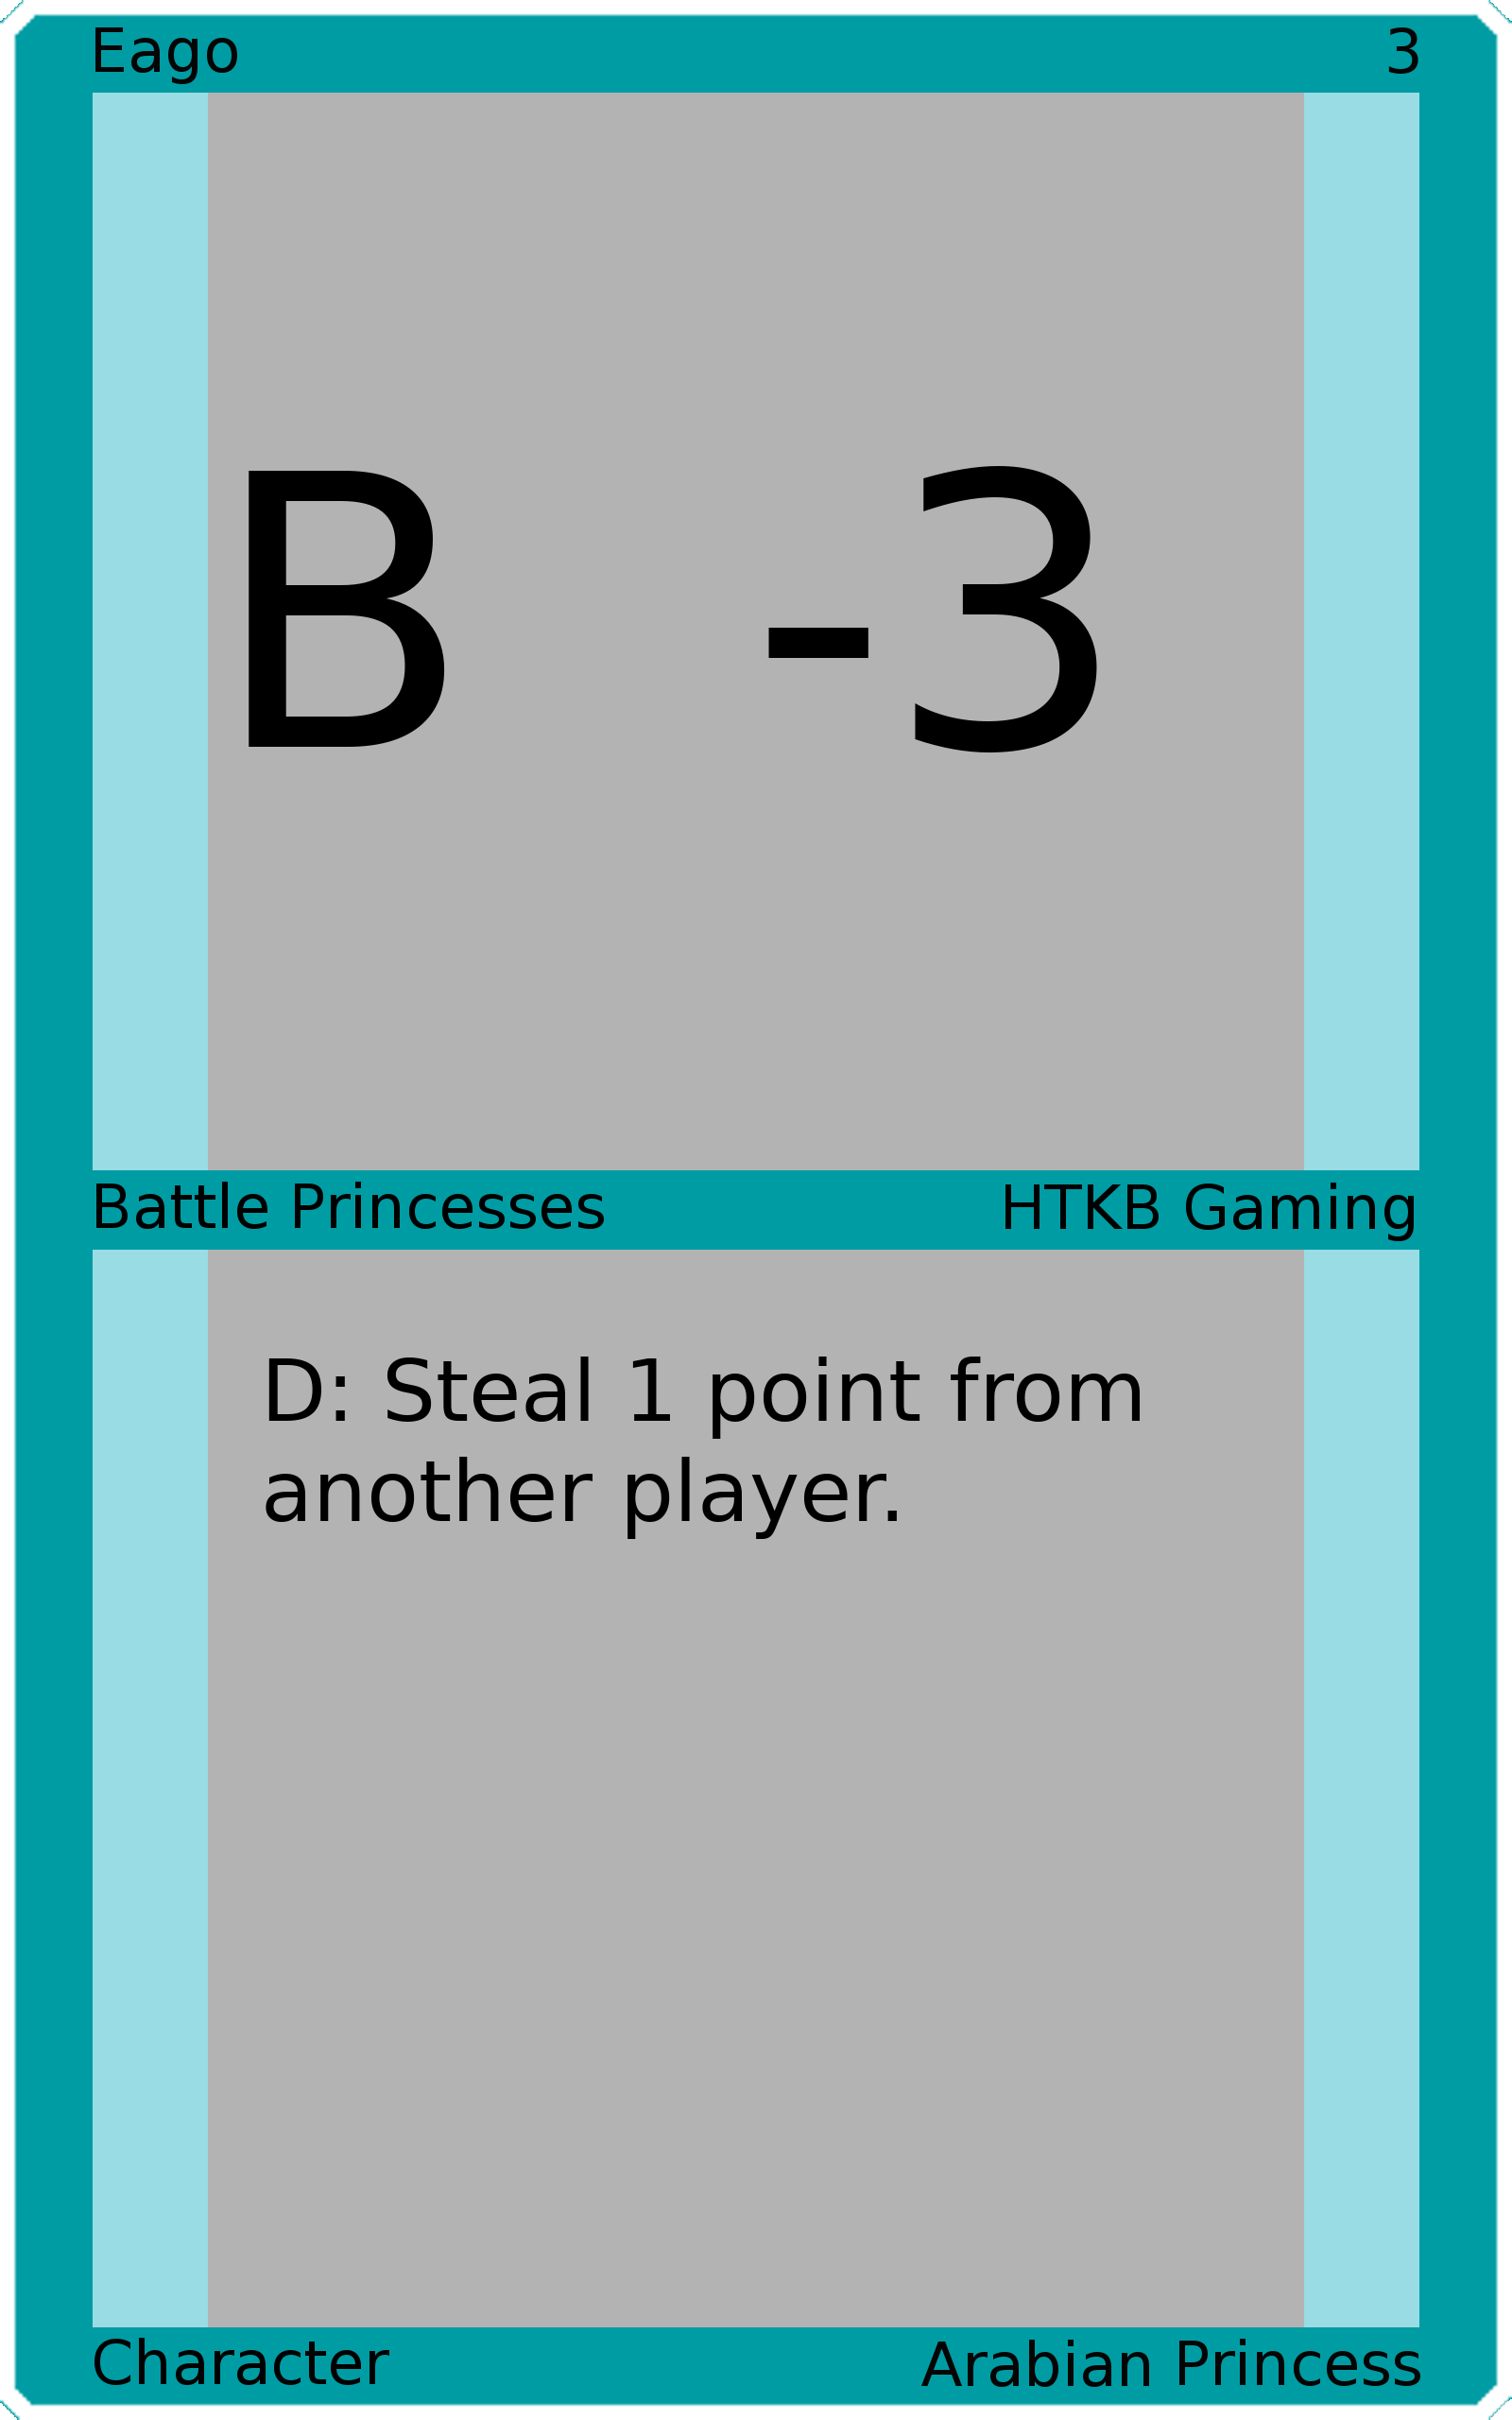 Eago 3
B -3
Battle Princesses HTKB Gaming
D: Steal 1 point from
another player.
Character Arabian Princess